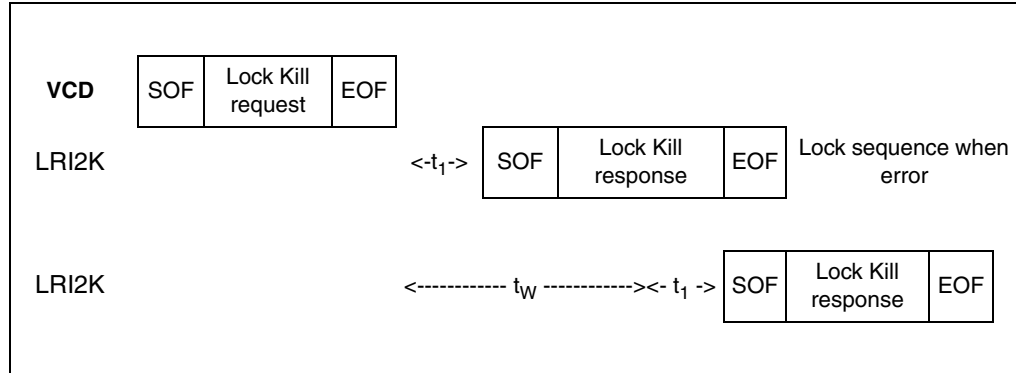 VCD SOF Lock Kill request EOF
LRI2K <-t1-> SOF Lock Kill response EOF Lock sequence when error
LRI2K <------------ tW ------------><- t1 -> SOF Lock Kill response EOF